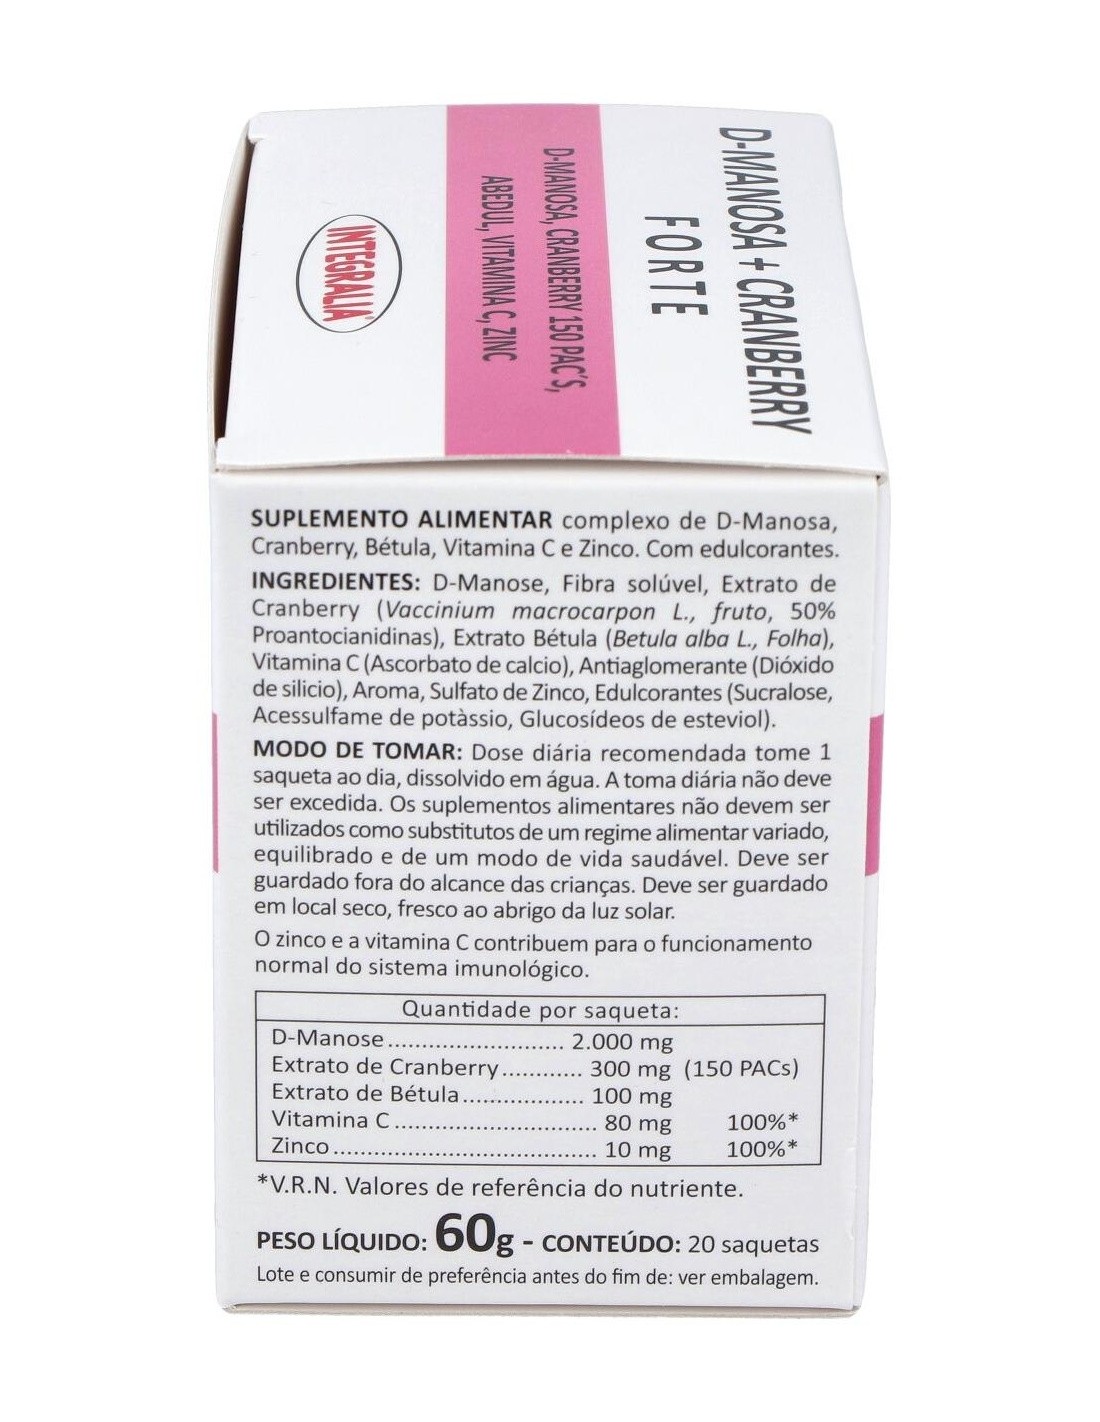 D-MANOSA + CRANBERRY
FORTE
D-MANOSA, CRANBERRY 150 PAC'S,
ABEDUL, VITAMINA C, ZINC
INTEGRALIA®
SUPLEMENTO ALIMENTAR complexo de D-Manosa,
Cranberry, Bétula, Vitamina C e Zinco. Com edulcorantes.
INGREDIENTES: D-Manose, Fibra solúvel, Extrato de
Cranberry (Vaccinium macrocarpon L., fruto, 50%
Proantocianidinas), Extrato Bétula (Betula alba L., Folha),
Vitamina C (Ascorbato de calcio), Antiaglomerante (Dióxido
de silicio), Aroma, Sulfato de Zinco, Edulcorantes (Sucralose,
Acessulfame de potàssio, Glucosídeos de esteviol).
MODO DE TOMAR: Dose diária recomendada tome 1
saqueta ao dia, dissolvido em água. A toma diária não deve
ser excedida. Os suplementos alimentares não devem ser
utilizados como substitutos de um regime alimentar variado,
equilibrado e de um modo de vida saudável. Deve ser
guardado fora do alcance das crianças. Deve ser guardado
em local seco, fresco ao abrigo da luz solar.
O zinco e a vitamina C contribuem para o funcionamento
normal do sistema imunológico.
Quantidade por saqueta:
D-Manose.......................... 2.000 mg
Extrato de Cranberry............ 300 mg (150 PACs)
Extrato de Bétula.................. 100 mg
Vitamina C .............................. 80 mg 100%*
Zinco ....................................... 10 mg 100%*
*V.R.N. Valores de referência do nutriente.
PESO LÍQUIDO: 60g - CONTEÚDO: 20 saquetas
Lote e consumir de preferência antes do fim de: ver embalagem.